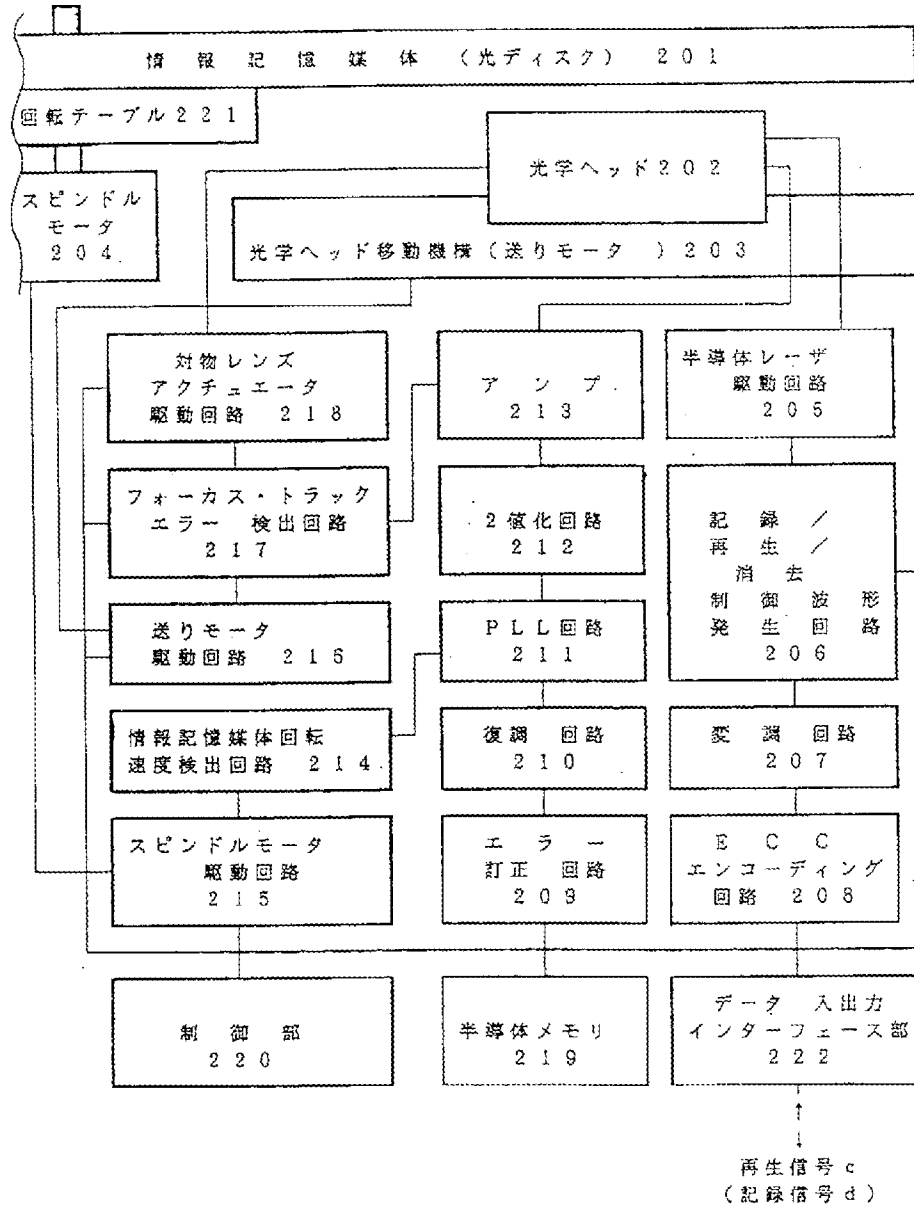 情報記憶媒体（光ディスク）201
回転テーブル221
光学ヘッド202
スピンドル
モータ
204
光学ヘッド移動機構（送りモータ）203
対物レンズ
アクチュエータ
駆動回路 218
アンプ
213
半導体レーザ
駆動回路
205
フォーカス・トラック
エラー 検出回路
217
2値化回路
212
記録／
再生／
消去
制御波形
発生回路
206
送りモータ
駆動回路 216
PLL回路
211
情報記憶媒体回転
速度検出回路 214
復調 回路
210
変調 回路
207
スピンドルモータ
駆動回路
215
エラー
訂正 回路
209
ECC
エンコーディング
回路 208
制御部
220
半導体メモリ
219
データ 入出力
インターフェース部
222
再生信号c
（記録信号d）